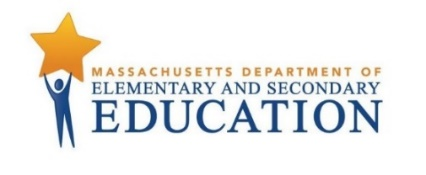 MASSACHUSETTS DEPARTMENT OF
ELEMENTARY AND SECONDARY
EDUCATION